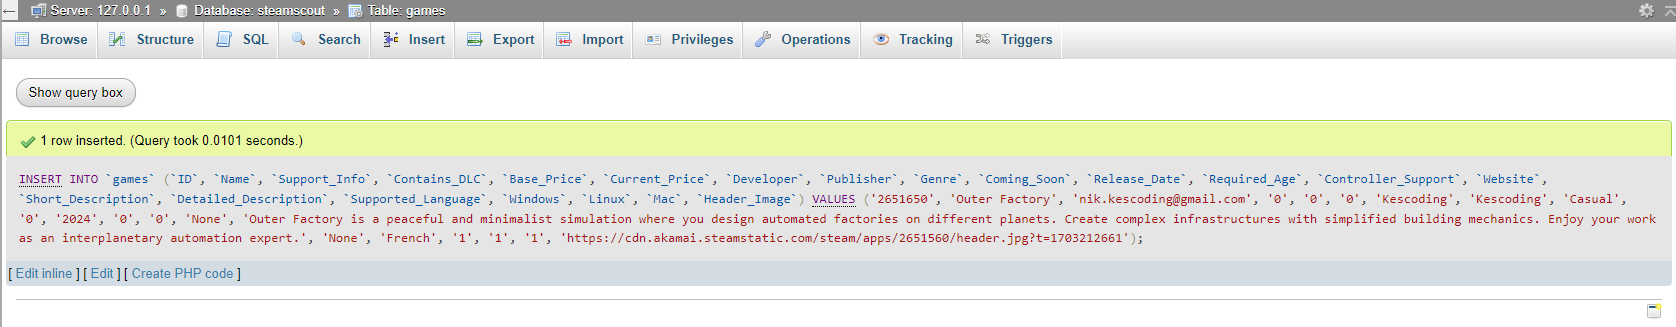 Server: 127.0.0.1 » Database: steamscout » Table: games
Browse Structure SQL Search Insert Export Import Privileges Operations Tracking Triggers
Show query box
1 row inserted. (Query took 0.0101 seconds.)
INSERT INTO `games` (`ID`, `Name`, `Support_Info`, `Contains_DLC`, `Base_Price`, `Current_Price`, `Developer`, `Publisher`, `Genre`, `Coming_Soon`, `Release_Date`, `Required_Age`, `Controller_Support`, `Website`,
`Short_Description`, `Detailed_Description`, `Supported_Language`, `Windows`, `Linux`, `Mac`, `Header_Image`) VALUES ('2651650', 'Outer Factory', 'nik.kescoding@gmail.com', '0', '0', '0', 'Kescoding', 'Kescoding', 'Casual',
'0', '2024', '0', '0', 'None', 'Outer Factory is a peaceful and minimalist simulation where you design automated factories on different planets. Create complex infrastructures with simplified building mechanics. Enjoy your work
as an interplanetary automation expert.', 'None', 'French', '1', '1', '1', 'https://cdn.akamai.steamstatic.com/steam/apps/2651560/header.jpg?t=1703212661');
[ Edit inline ] [ Edit ] [ Create PHP code ]